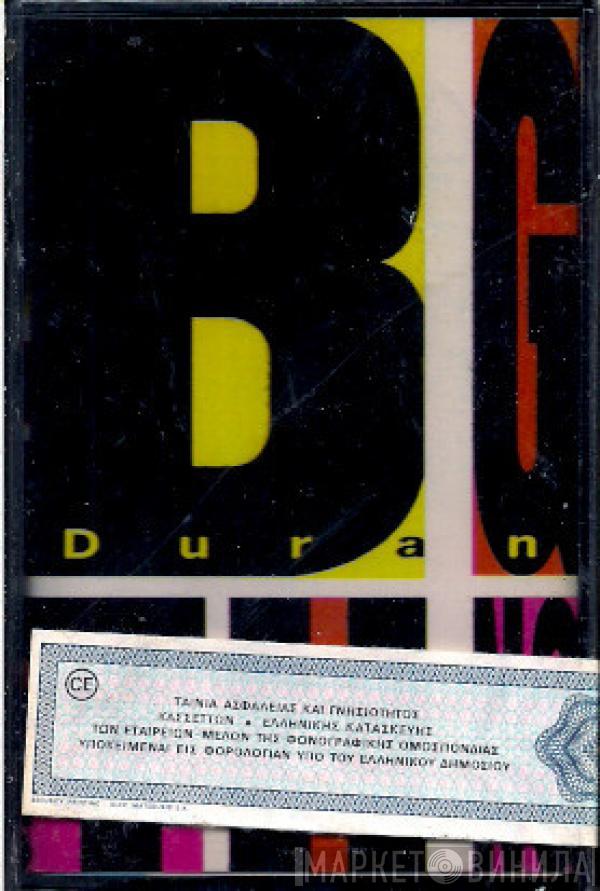 B G
Duran
CE
ΤΑΙΝΙΑ ΑΣΦΑΛΕΙΑΣ ΚΑΙ ΓΝΗΣΙΟΤΗΤΟΣ
ΚΑΣΣΕΤΤΩΝ • ΕΛΛΗΝΙΚΗΣ ΚΑΤΑΣΚΕΥΗΣ
ΤΩΝ ΕΤΑΙΡΕΙΩΝ-ΜΕΛΩΝ ΤΗΣ ΦΩΝΟΓΡΑΦΙΚΗΣ ΟΜΟΣΠΟΝΔΙΑΣ
ΥΠΟΚΕΙΜΕΝΑΙ ΕΙΣ ΦΟΡΟΛΟΓΙΑΝ ΥΠΟ ΤΟΥ ΕΛΛΗΝΙΚΟΥ ΔΗΜΟΣΙΟΥ
МАРКЕТ ВИНИЛА